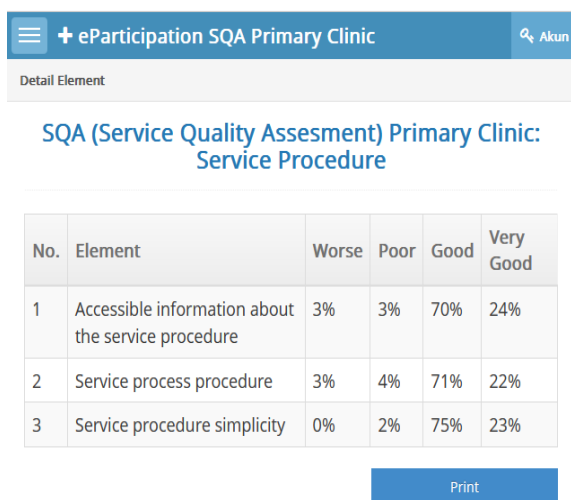 + eParticipation SQA Primary Clinic
Akun
Detail Element
SQA (Service Quality Assesment) Primary Clinic:
Service Procedure
No. Element Worse Poor Good Very Good
1 Accessible information about 3% 3% 70% 24%
the service procedure
2 Service process procedure 3% 4% 71% 22%
3 Service procedure simplicity 0% 2% 75% 23%
Print